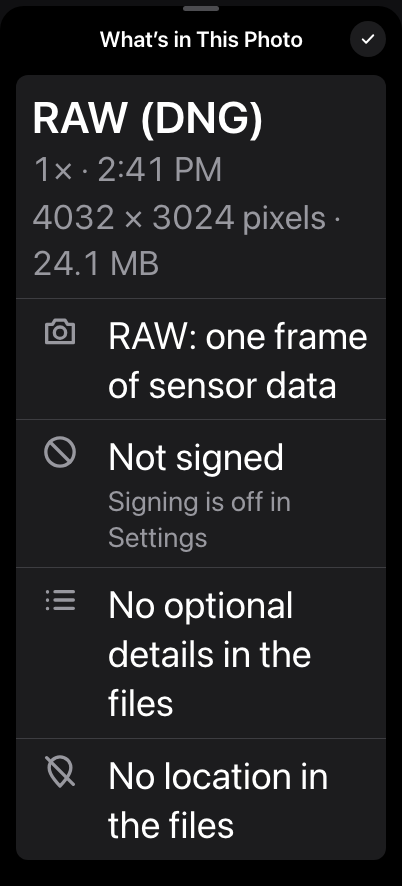 What's in This Photo
RAW (DNG)
1× · 2:41 PM
4032 × 3024 pixels ·
24.1 MB
RAW: one frame
of sensor data
Not signed
Signing is off in
Settings
No optional
details in the
files
No location in
the files